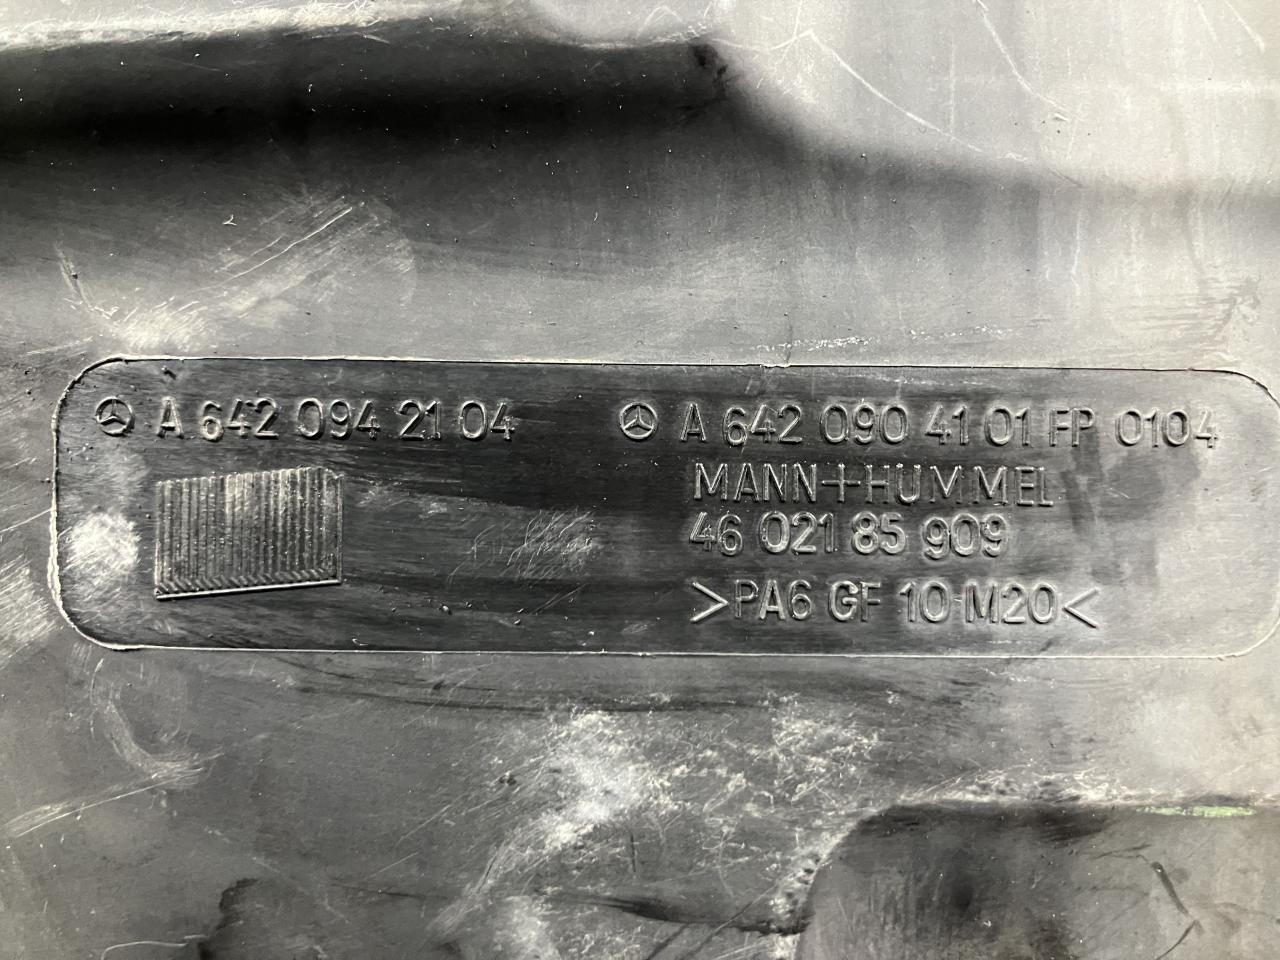 A 642 094 21 04
A 642 090 41 01 FP 0104
MANN+HUMMEL
46 021 85 909
>PA6 GF 10-M20<